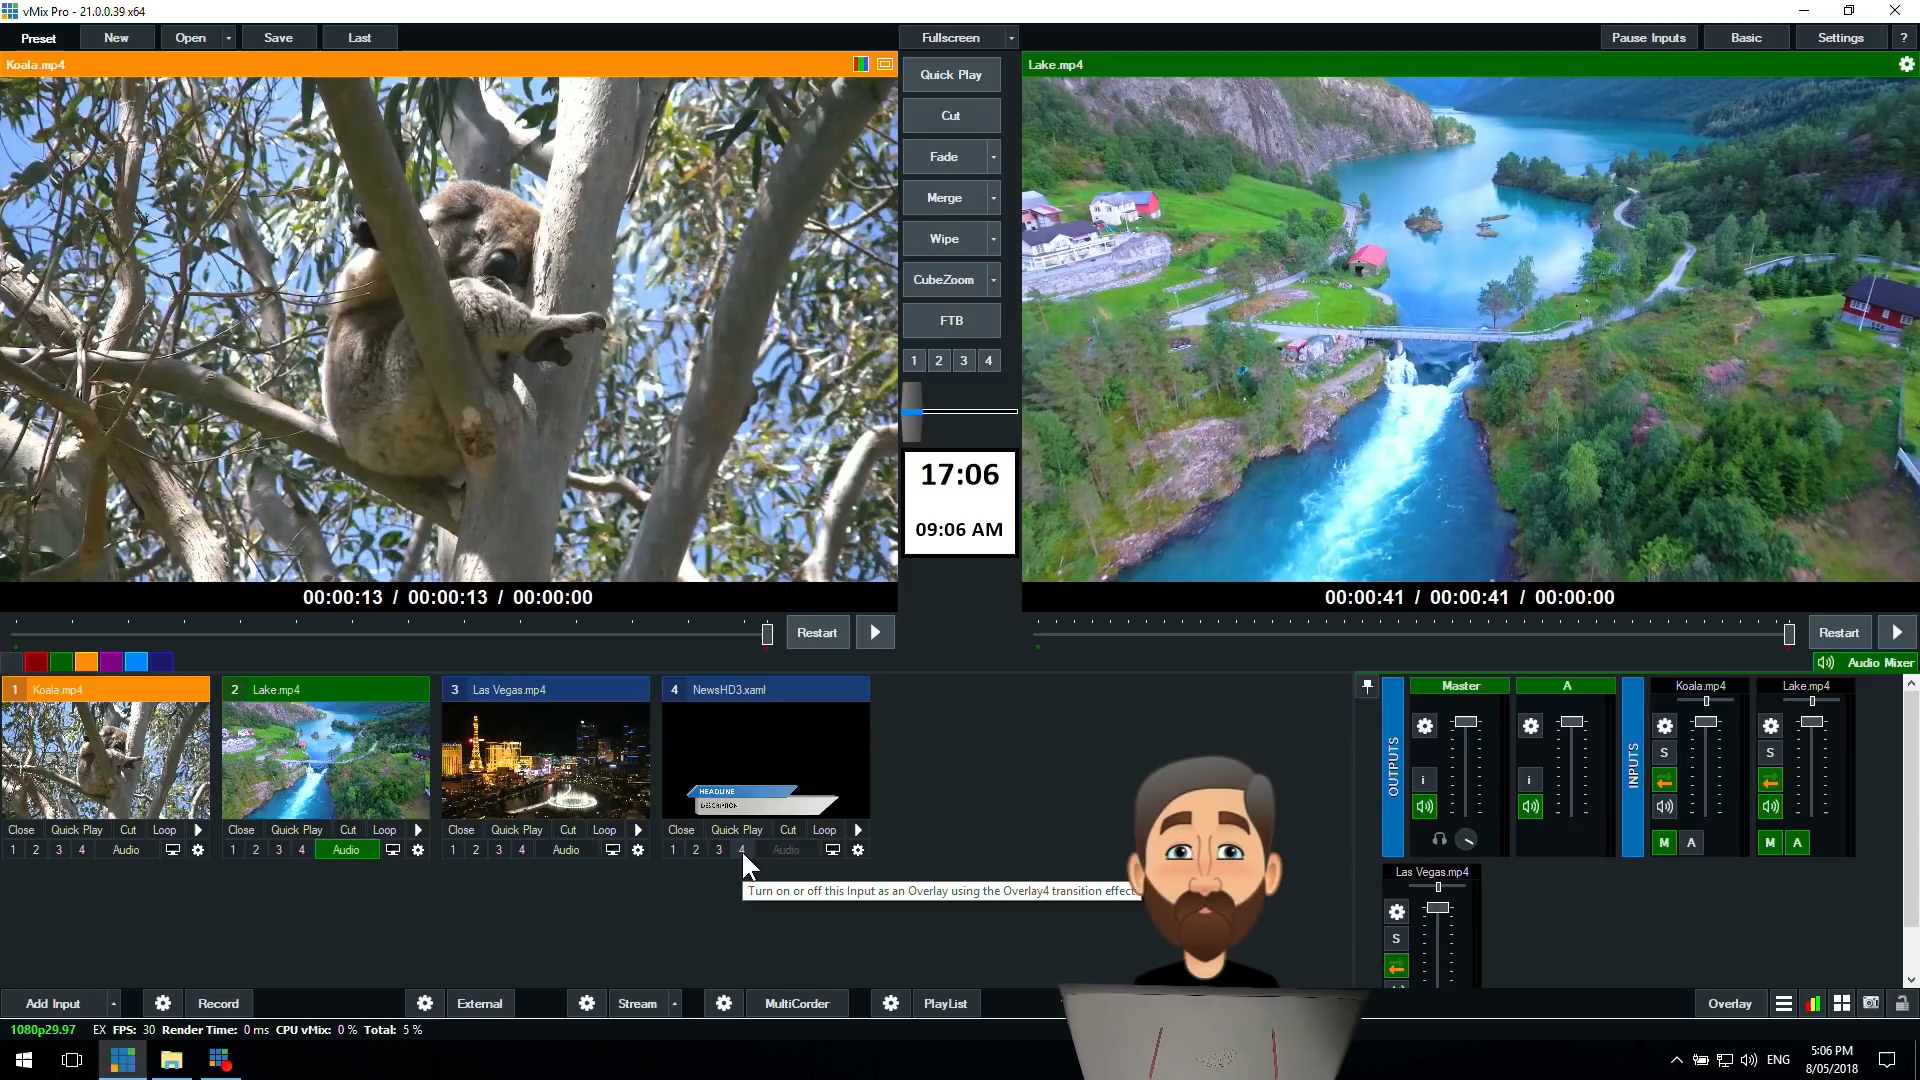 vMix Pro - 21.0.0.39 x64
Preset New Open Save Last Fullscreen Pause Inputs Basic Settings ?
Koala.mp4
Quick Play
Cut
Fade
Merge
Wipe
CubeZoom
FTB
1 2 3 4
17:06
09:06 AM
Lake.mp4
00:00:13 / 00:00:13 / 00:00:00
Restart
00:00:41 / 00:00:41 / 00:00:00
Restart
Audio Mixer
1 Koala.mp4
Close Quick Play Cut Loop
1 2 3 4 Audio
2 Lake.mp4
Close Quick Play Cut Loop
1 2 3 4 Audio
3 Las Vegas.mp4
Close Quick Play Cut Loop
1 2 3 4 Audio
4 NewsHD3.xaml
HEADLINE
DESCRIPTION
Close Quick Play Cut Loop
1 2 3 4 Audio
Turn on or off this Input as an Overlay using the Overlay4 transition effect
OUTPUTS
Master
i
A
i
INPUTS
Koala.mp4
S
M A
Lake.mp4
S
M A
Las Vegas.mp4
S
Add Input Record External Stream MultiCorder PlayList Overlay
1080p29.97 EX FPS: 30 Render Time: 0 ms CPU vMix: 0 % Total: 5 %
ENG
5:06 PM
8/05/2018